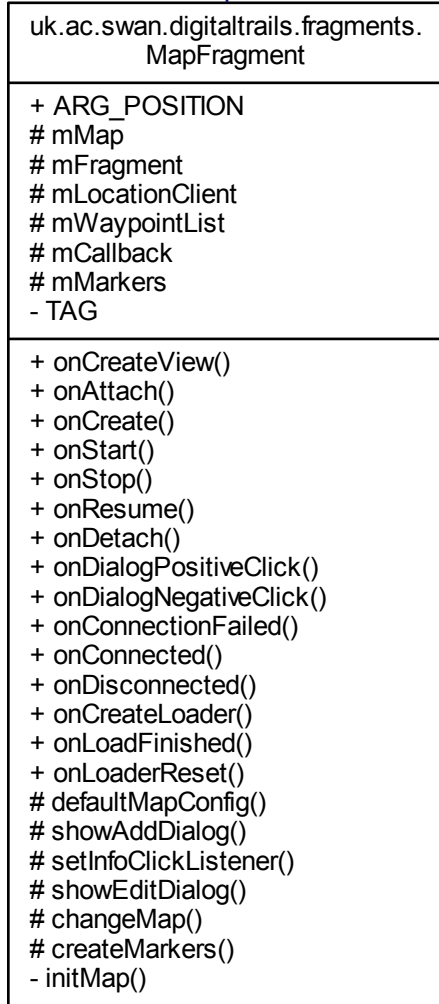 uk.ac.swan.digitaltrails.fragments.
MapFragment
+ ARG_POSITION
# mMap
# mFragment
# mLocationClient
# mWaypointList
# mCallback
# mMarkers
- TAG
+ onCreateView()
+ onAttach()
+ onCreate()
+ onStart()
+ onStop()
+ onResume()
+ onDetach()
+ onDialogPositiveClick()
+ onDialogNegativeClick()
+ onConnectionFailed()
+ onConnected()
+ onDisconnected()
+ onCreateLoader()
+ onLoadFinished()
+ onLoaderReset()
# defaultMapConfig()
# showAddDialog()
# setInfoClickListener()
# showEditDialog()
# changeMap()
# createMarkers()
- initMap()